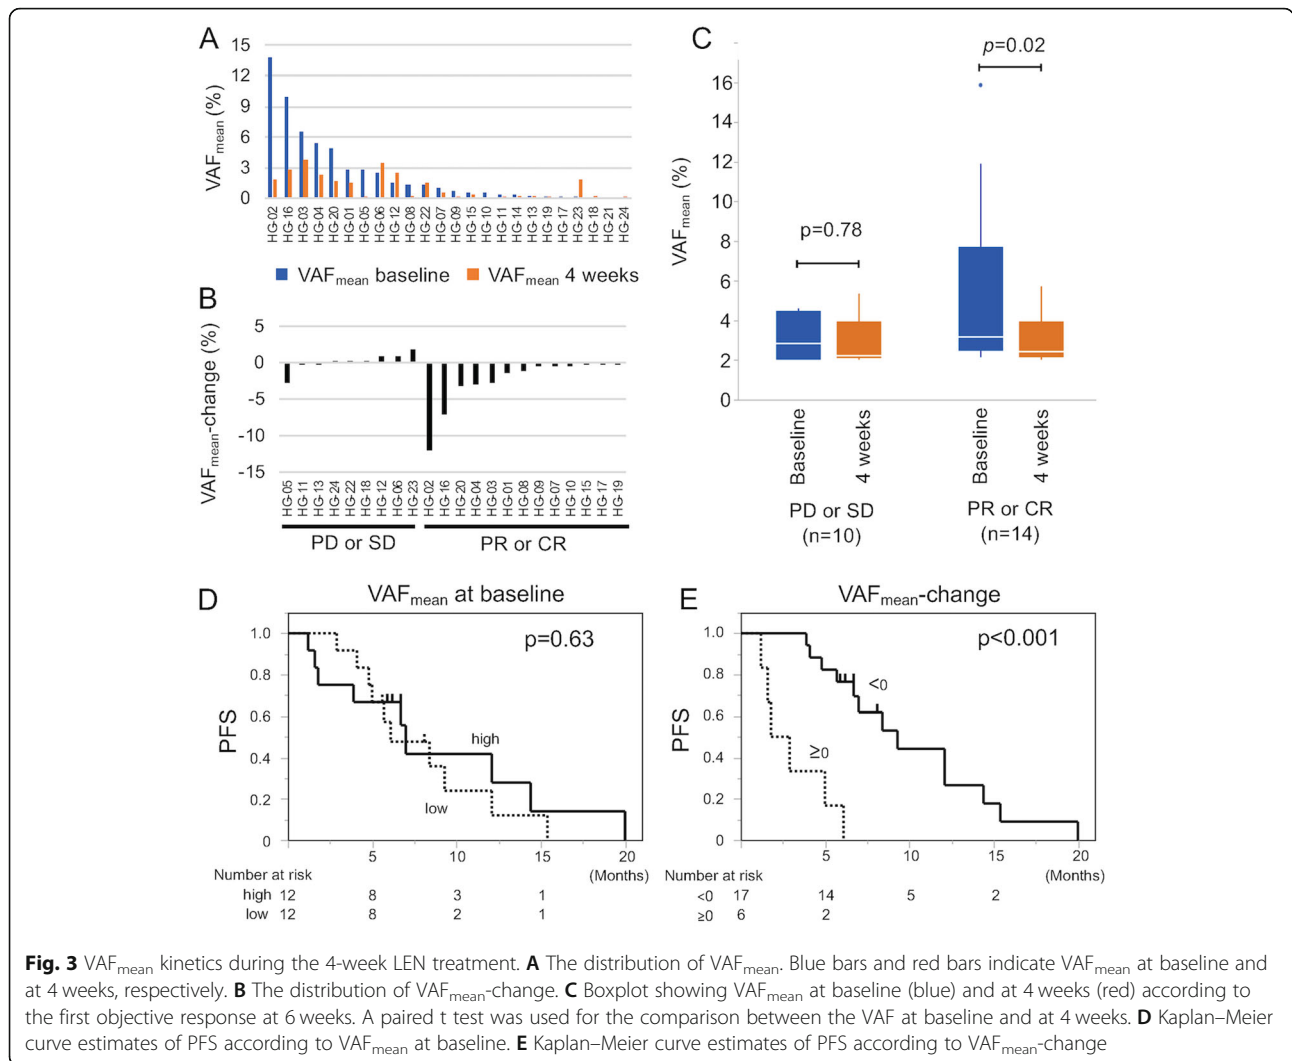 A
15
12
9
6
3
0
VAFmean (%)
HG-02
HG-16
HG-03
HG-04
HG-20
HG-01
HG-05
HG-06
HG-12
HG-08
HG-22
HG-07
HG-09
HG-15
HG-10
HG-11
HG-14
HG-13
HG-19
HG-17
HG-23
HG-18
HG-21
HG-24
VAFmean baseline
VAFmean 4 weeks
B
5
0
-5
-10
-15
VAFmean-change (%)
HG-05
HG-11
HG-13
HG-24
HG-22
HG-18
HG-12
HG-06
HG-23
HG-02
HG-16
HG-20
HG-04
HG-03
HG-01
HG-08
HG-09
HG-07
HG-10
HG-15
HG-17
HG-19
PD or SD
PR or CR
C
16
14
12
10
8
6
4
2
0
VAFmean (%)
p=0.78
p=0.02
Baseline
4 weeks
Baseline
4 weeks
PD or SD
(n=10)
PR or CR
(n=14)
D
VAFmean at baseline
p=0.63
1.0
0.8
0.6
0.4
0.2
0
PFS
high
low
5 10 15 20
Number at risk (Months)
high 12 8 3 1
low 12 8 2 1
E
VAFmean-change
p<0.001
1.0
0.8
0.6
0.4
0.2
0
PFS
<0
≥0
5 10 15 20
Number at risk (Months)
<0 17 14 5 2
≥0 6 2
Fig. 3 VAFmean kinetics during the 4-week LEN treatment. A The distribution of VAFmean. Blue bars and red bars indicate VAFmean at baseline and
at 4 weeks, respectively. B The distribution of VAFmean-change. C Boxplot showing VAFmean at baseline (blue) and at 4 weeks (red) according to
the first objective response at 6 weeks. A paired t test was used for the comparison between the VAF at baseline and at 4 weeks. D Kaplan–Meier
curve estimates of PFS according to VAFmean at baseline. E Kaplan–Meier curve estimates of PFS according to VAFmean-change